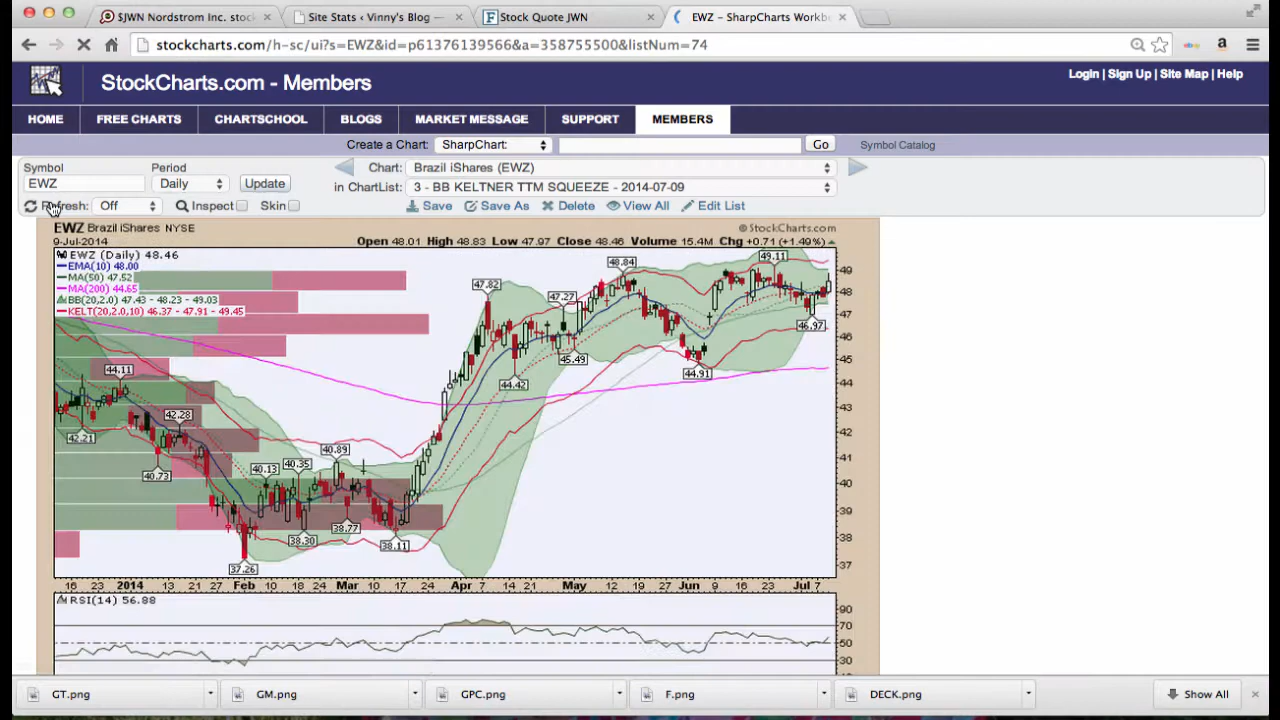 $JWN Nordstrom Inc. stoc
Site Stats ‹ Vinny's Blog —
Stock Quote JWN
EWZ - SharpCharts Workbe
stockcharts.com/h-sc/ui?s=EWZ&id=p61376139566&a=358755500&listNum=74
StockCharts.com - Members
Login | Sign Up | Site Map | Help
HOME FREE CHARTS CHARTSCHOOL BLOGS MARKET MESSAGE SUPPORT MEMBERS
Create a Chart: SharpChart: Go Symbol Catalog
Symbol Period Chart: Brazil iShares (EWZ)
EWZ Daily Update in ChartList: 3 - BB KELTNER TTM SQUEEZE - 2014-07-09
Refresh: Off Inspect Skin Save Save As Delete View All Edit List
EWZ Brazil iShares NYSE © StockCharts.com
9-Jul-2014 Open 48.01 High 48.83 Low 47.97 Close 48.46 Volume 15.4M Chg +0.71 (+1.49%)
EWZ (Daily) 48.46
EMA(10) 48.00
MA(50) 47.52
MA(200) 44.65
BB(20,2.0) 47.43 - 48.23 - 49.03
KELT(20,2.0,10) 46.37 - 47.91 - 49.45
49.11
48.84
47.82
47.27
46.97
45.49
44.91
44.42
44.11
42.28
42.21
40.89
40.73
40.35
40.13
38.77
38.30
38.11
37.26
49
48
47
46
45
44
43
42
41
40
39
38
37
16 23 2014 13 21 27 Feb 10 18 24 Mar 10 17 24 Apr 7 14 21 May 12 19 27 Jun 9 16 23 Jul 7
RSI(14) 56.88
90
70
50
30
GT.png GM.png GPC.png F.png DECK.png Show All